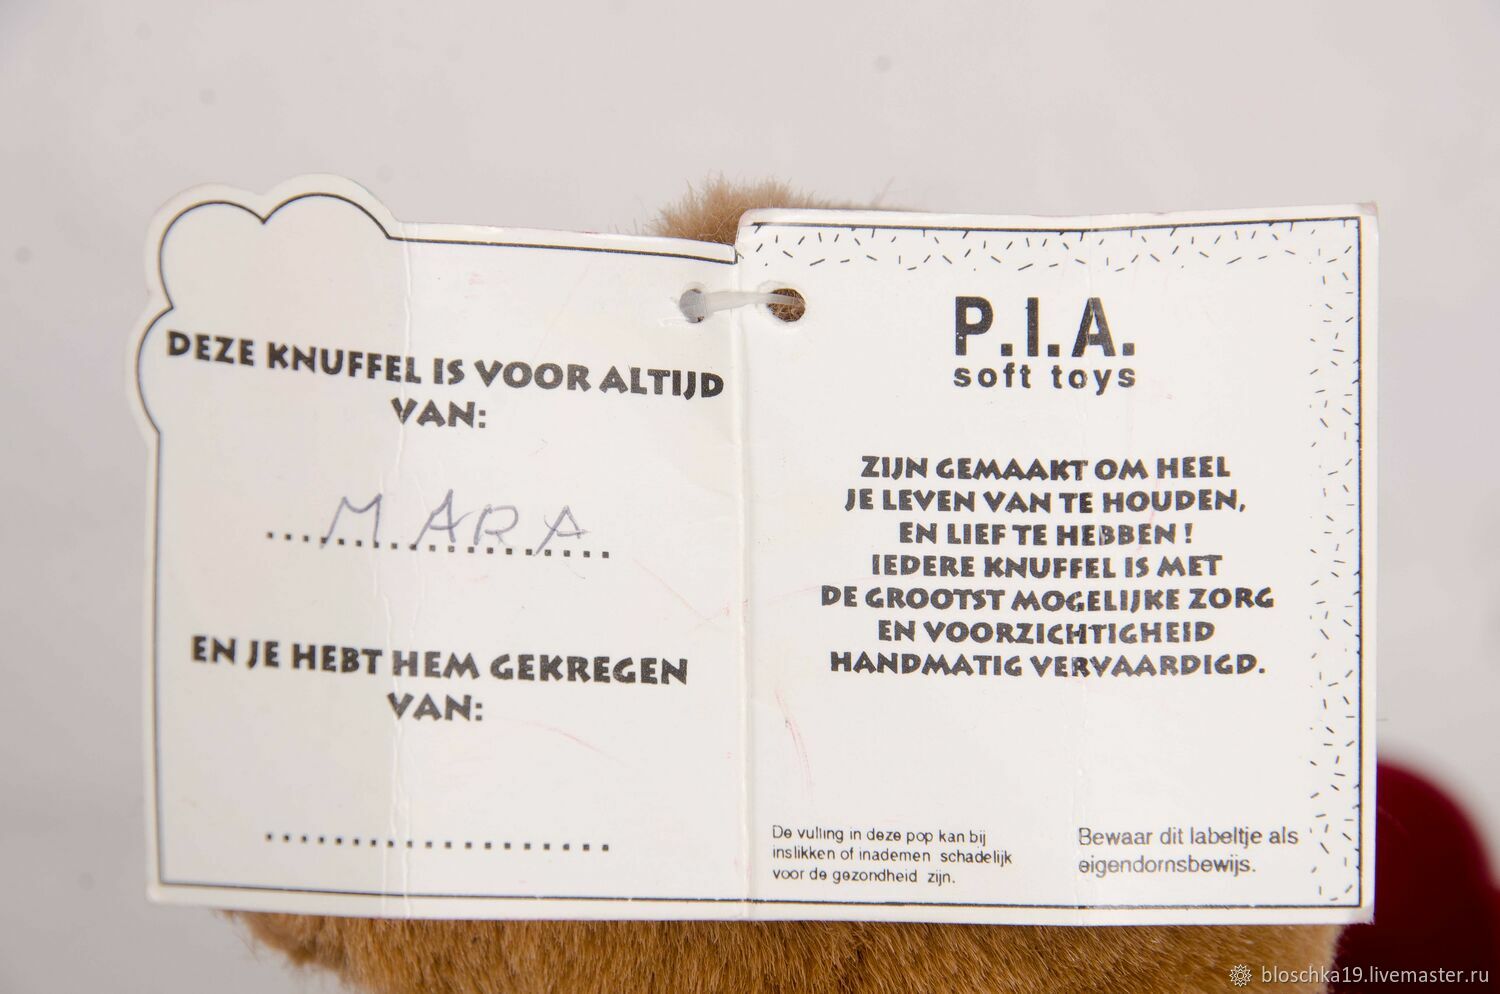 DEZE KNUFFEL IS VOOR ALTIJD
VAN:
MARA
EN JE HEBT HEM GEKREGEN
VAN:
P.I.A.
soft toys
ZIJN GEMAAKT OM HEEL
JE LEVEN VAN TE HOUDEN,
EN LIEF TE HEBBEN!
IEDERE KNUFFEL IS MET
DE GROOTST MOGELIJKE ZORG
EN VOORZICHTIGHEID
HANDMATIG VERVAARDIGD.
De vulling in deze pop kan bij
inslikken of inademen schadelijk
voor de gezondheid zijn.
Bewaar dit labeltje als
eigendornsbewijs.
bloschka19.livemaster.ru